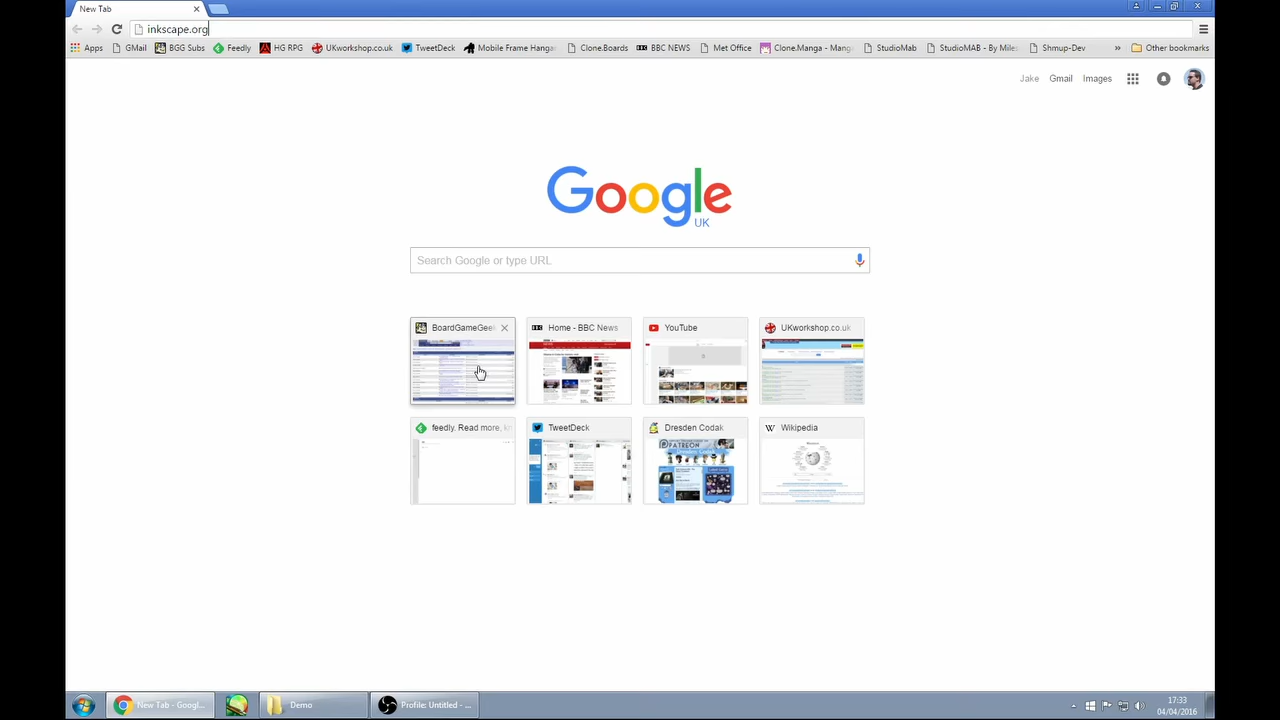 New Tab
inkscape.org
Apps
GMail
BGG Subs
Feedly
HG RPG
UKworkshop.co.uk
TweetDeck
Mobile Frame Hangar
Clone.Boards
BBC NEWS
Met Office
Clone.Manga - Mang
StudioMab
StudioMAB - By Miles
Shmup-Dev
»
Other bookmarks
Jake
Gmail
Images
Google
UK
Search Google or type URL
BoardGameGeek
Home - BBC News
YouTube
UKworkshop.co.uk
feedly. Read more, kn
TweetDeck
Dresden Codak
Wikipedia
PATREON
New Tab - Googl...
Demo
Profile: Untitled - ...
17:33
04/04/2016